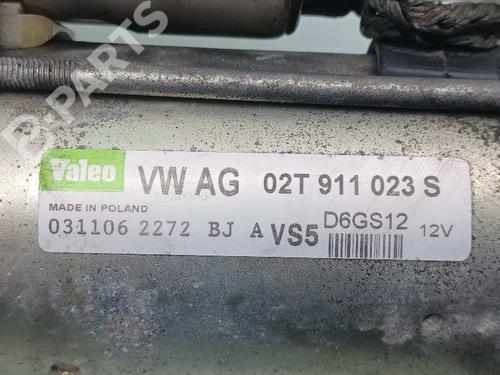 B-PARTS
Valeo VW AG 02T 911 023 S
MADE IN POLAND
031106 2272 BJ A VS5 D6GS12 12V